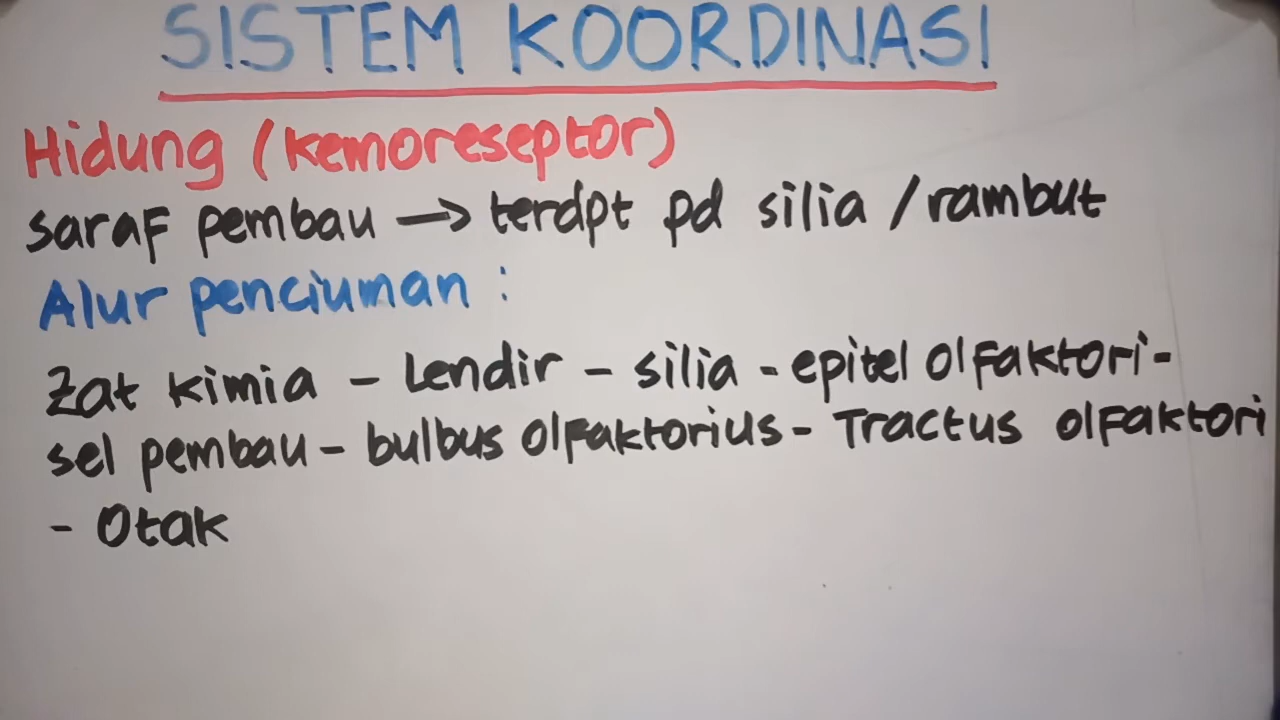 SISTEM KOORDINASI
Hidung (kemoreseptor)
saraf pembau → terdpt pd silia / rambut
Alur penciuman :
Zat kimia - Lendir - silia - epitel olfaktori -
sel pembau - bulbus olfaktorius - Tractus olfaktori
- Otak